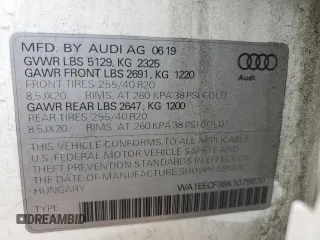 MFD. BY AUDI AG 06 19
GVWR LBS 5129, KG 2325
GAWR FRONT LBS 2691, KG 1220
FRONT TIRES: 255/40 R20
8.5JX20 RIMS, AT 260 KPA 38 PSI COLD
GAWR REAR LBS 2647, KG 1200
REAR TIRES: 255/40 R20
8.5JX20 RIMS, AT 260 KPA 38 PSI COLD
Audi
THIS VEHICLE CONFORMS TO ALL APPLICABLE
U.S. FEDERAL MOTOR VEHICLE SAFETY AND
THEFT PREVENTION STANDARDS IN EFFECT ON
THE DATE OF MANUFACTURE SHOWN ABOVE.
HUNGARY
TYPE